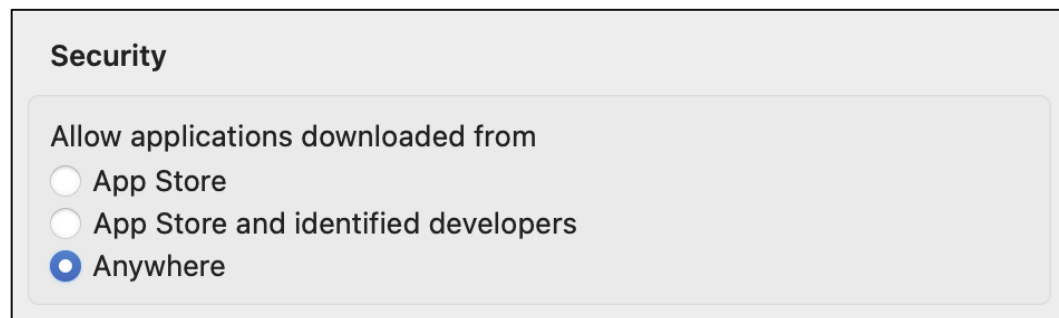 Security
Allow applications downloaded from
App Store
App Store and identified developers
Anywhere